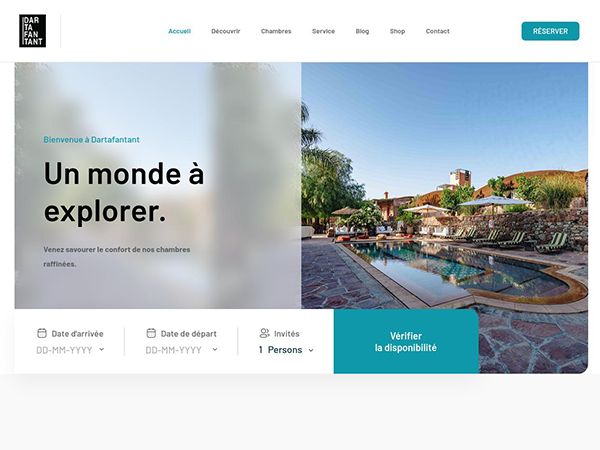 DAR
TA
FAN
TANT
Accueil
Découvrir
Chambres
Service
Blog
Shop
Contact
RÉSERVER
Bienvenue à Dartafantant
Un monde à
explorer.
Venez savourer le confort de nos chambres
raffinées.
Date d'arrivée
DD-MM-YYYY
Date de départ
DD-MM-YYYY
Invités
1 Persons
Vérifier
la disponibilité